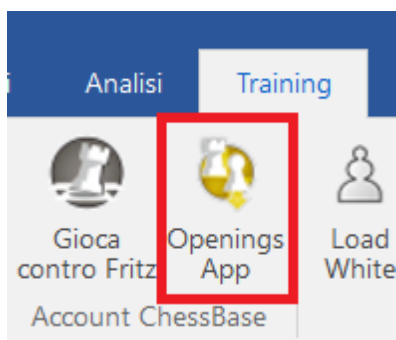 i Analisi Training
Gioca contro Fritz
Openings App
Load White
Account ChessBase